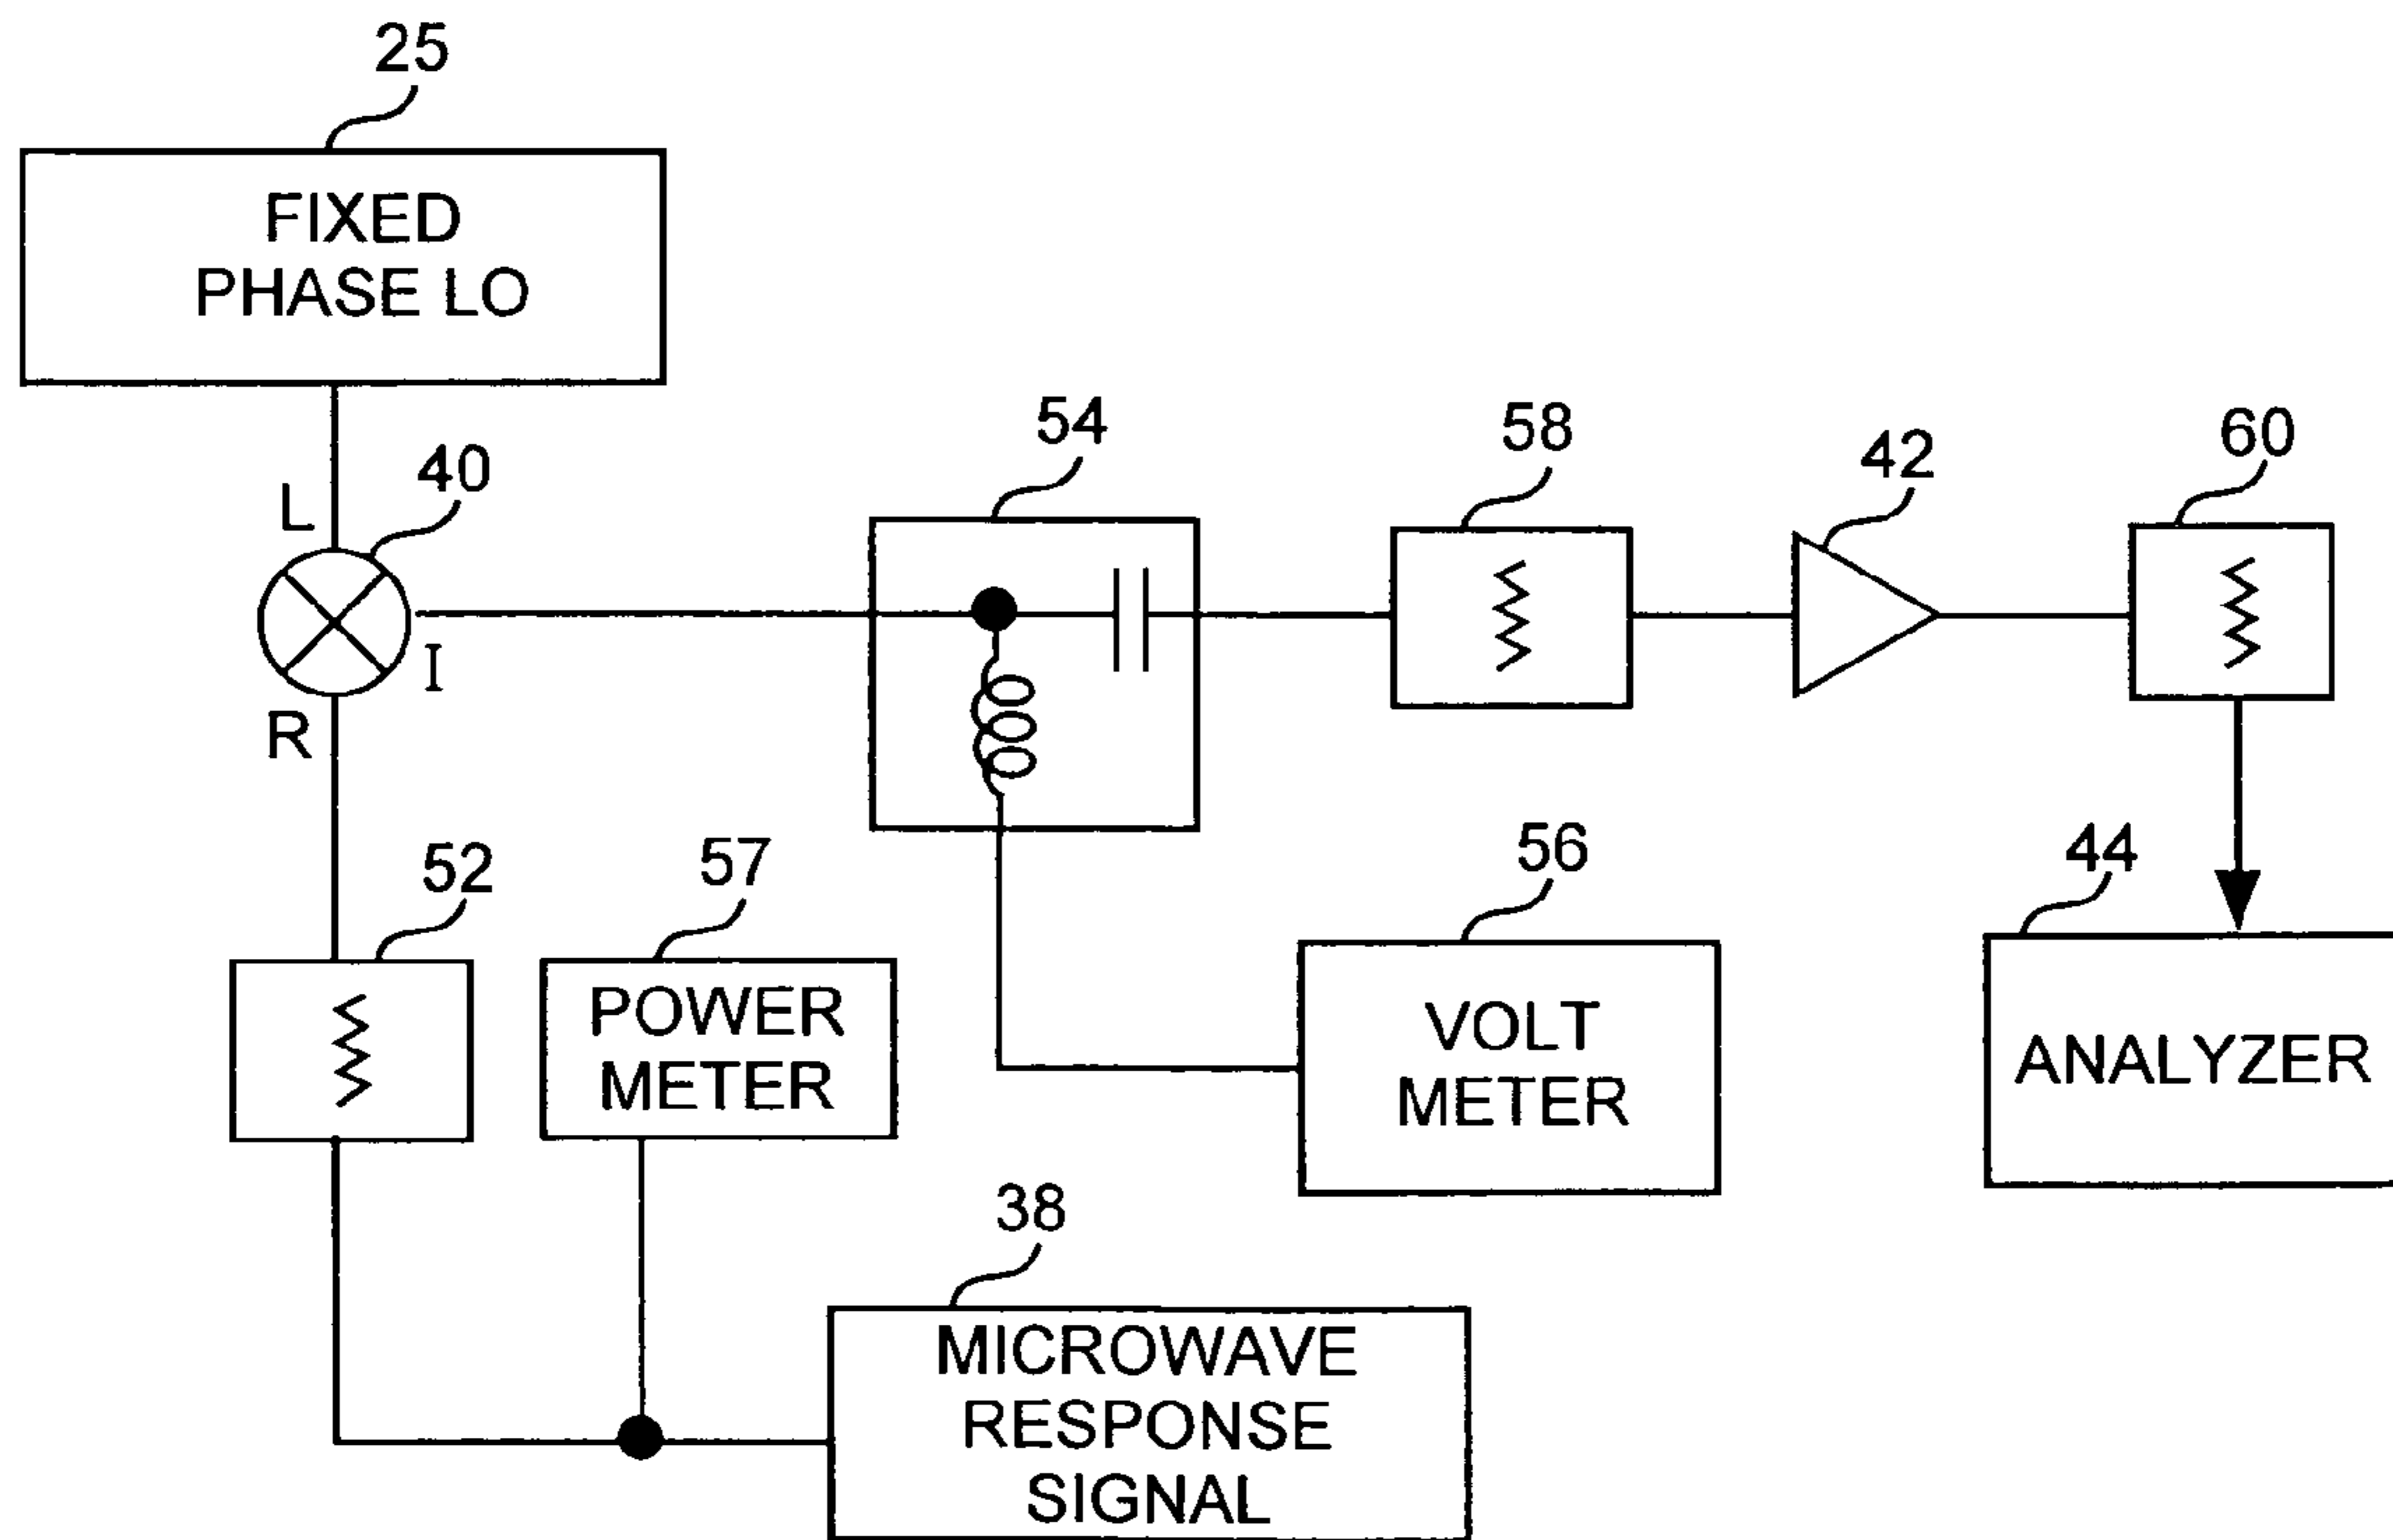 25
FIXED
PHASE LO
54
58
42
60
40
L
I
R
52
57
56
44
POWER
METER
VOLT
METER
ANALYZER
38
MICROWAVE
RESPONSE
SIGNAL